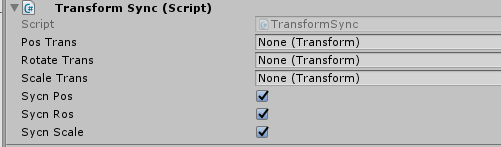 Transform Sync (Script)
Script TransformSync
Pos Trans None (Transform)
Rotate Trans None (Transform)
Scale Trans None (Transform)
Sycn Pos
Sycn Ros
Sycn Scale